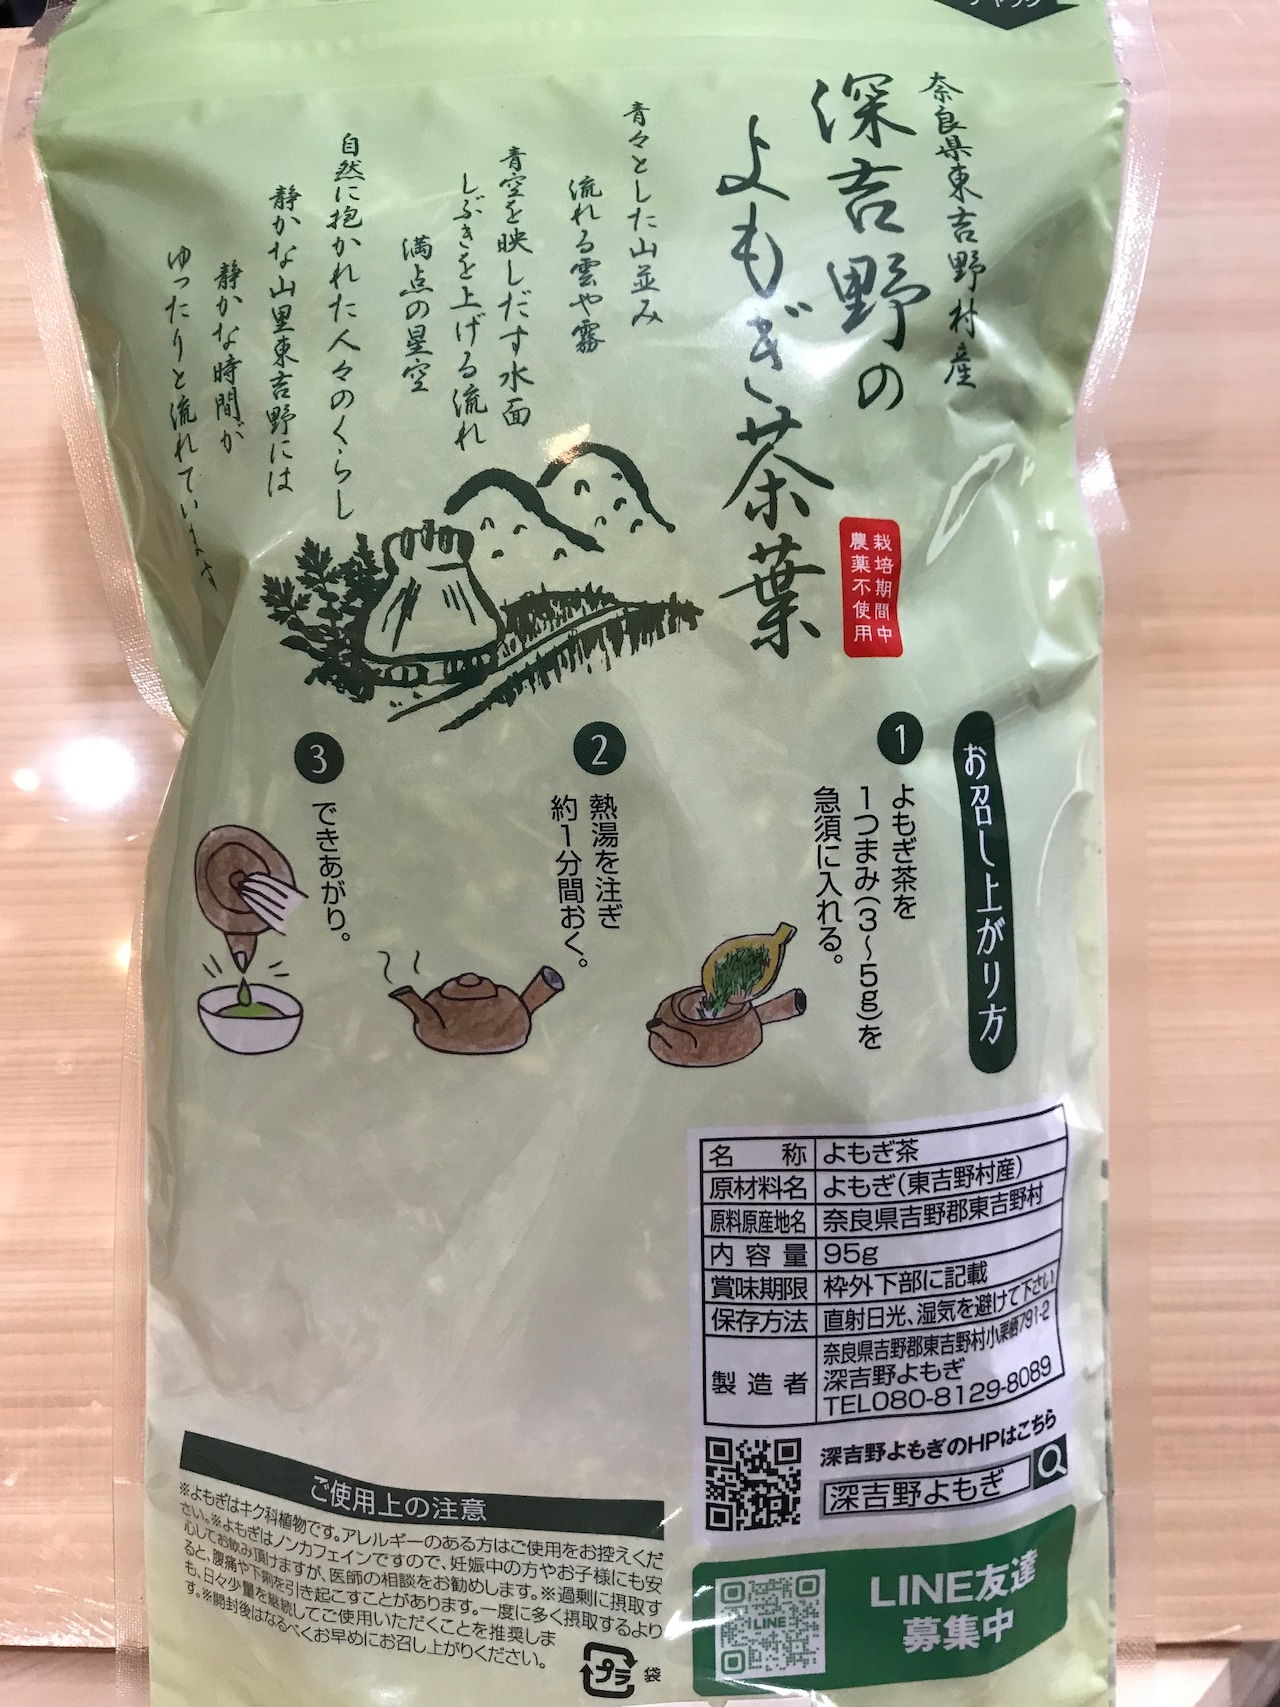 奈良県東吉野村産
深吉野の
よもぎ茶葉
栽培期間中
農薬不使用
青々とした山並み
流れる雲や霧
青空を映しだす水面
しぶきを上げる流れ
満点の星空
自然に抱かれた人々のくらし
静かな山里東吉野には
静かな時間が
ゆったりと流れています
お召し上がり方
1
よもぎ茶を
1つまみ(3〜5g)を
急須に入れる。
2
熱湯を注ぎ
約1分間おく。
3
できあがり。
名称 よもぎ茶
原材料名 よもぎ(東吉野村産)
原料原産地名 奈良県吉野郡東吉野村
内容量 95g
賞味期限 枠外下部に記載
保存方法 直射日光、湿気を避けて下さい
製造者 奈良県吉野郡東吉野村小栗栖791-2
深吉野よもぎ
TEL080-8129-8089
深吉野よもぎのHPはこちら
深吉野よもぎ
LINE
LINE友達
募集中
ご使用上の注意
※よもぎはキク科植物です。アレルギーのある方はご使用をお控えくだ
さい。※よもぎはノンカフェインですので、妊娠中の方やお子様にも安
心してお飲み頂けますが、医師の相談をお勧めします。※過剰に摂取す
ると、腹痛や下痢を引き起こすことがあります。一度に多く摂取するより
も、日々少量を継続してご使用いただくことを推奨しま
す。※開封後はなるべくお早めにお召し上がりください。
プラ
袋